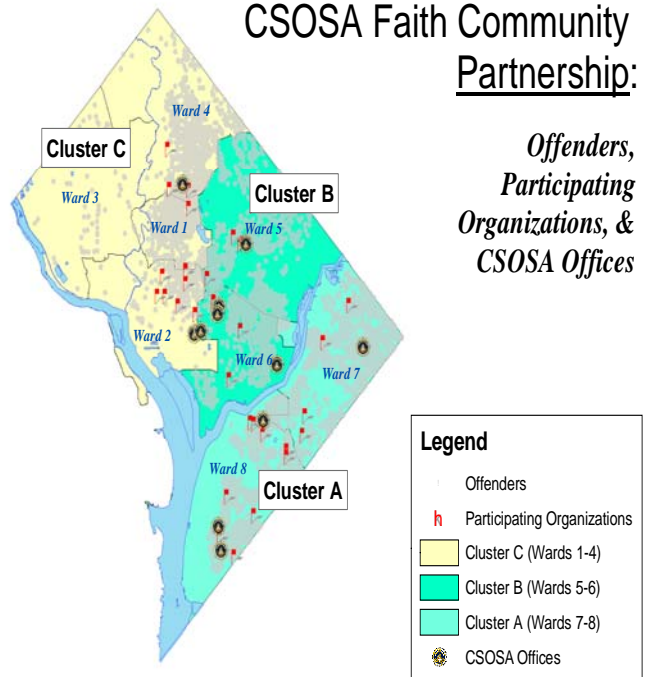 CSOSA Faith Community
Partnership:
Offenders,
Participating
Organizations, &
CSOSA Offices
Ward 4
Cluster C
Ward 3
Cluster B
Ward 1
Ward 5
Ward 2
Ward 6
Ward 7
Ward 8
Cluster A
Legend
Offenders
Participating Organizations
Cluster C (Wards 1-4)
Cluster B (Wards 5-6)
Cluster A (Wards 7-8)
CSOSA Offices